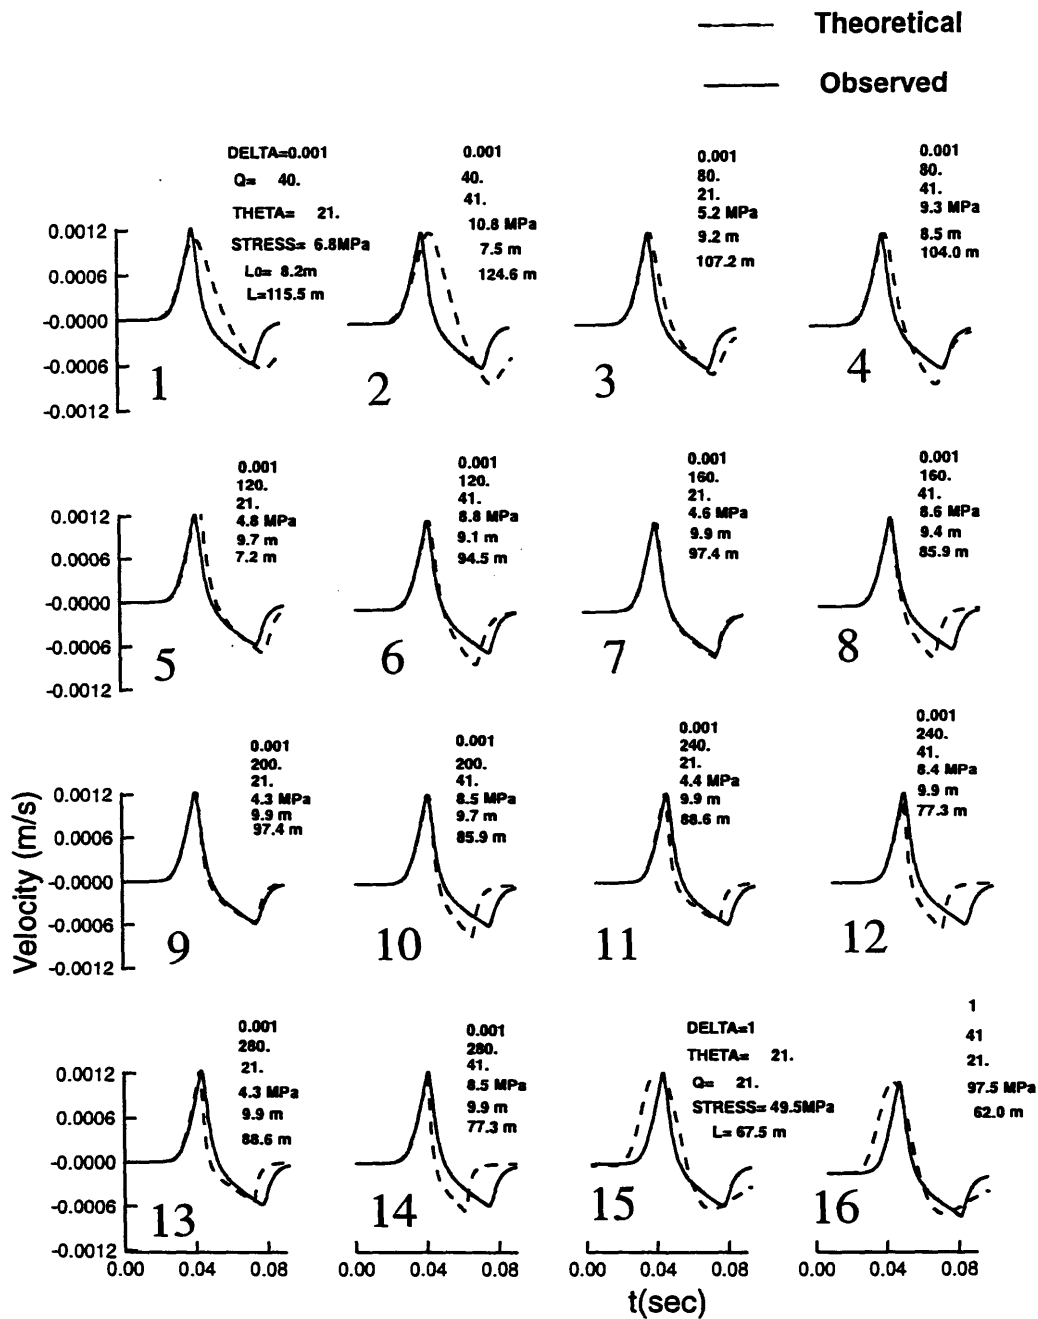 Theoretical
Observed
DELTA=0.001
Q= 40.
THETA= 21.
STRESS= 6.8MPa
L0= 8.2m
L=115.5 m
0.001
40.
41.
10.8 MPa
7.5 m
124.6 m
0.001
80.
21.
5.2 MPa
9.2 m
107.2 m
0.001
80.
41.
9.3 MPa
8.5 m
104.0 m
0.0012
0.0006
-0.0000
-0.0006
-0.0012
1
2
3
4
0.001
120.
21.
4.8 MPa
9.7 m
7.2 m
0.001
120.
41.
8.8 MPa
9.1 m
94.5 m
0.001
160.
21.
4.6 MPa
9.9 m
97.4 m
0.001
160.
41.
8.6 MPa
9.4 m
85.9 m
0.0012
0.0006
-0.0000
-0.0006
-0.0012
5
6
7
8
0.001
200.
21.
4.3 MPa
9.9 m
97.4 m
0.001
200.
41.
8.5 MPa
9.7 m
85.9 m
0.001
240.
21.
4.4 MPa
9.9 m
88.6 m
0.001
240.
41.
8.4 MPa
9.9 m
77.3 m
Velocity (m/s)
0.0012
0.0006
-0.0000
-0.0006
-0.0012
9
10
11
12
0.001
280.
21.
4.3 MPa
9.9 m
88.6 m
0.001
280.
41.
8.5 MPa
9.9 m
77.3 m
DELTA=1
THETA= 21.
Q= 21.
STRESS= 49.5MPa
L= 67.5 m
1
41
21.
97.5 MPa
62.0 m
0.0012
0.0006
-0.0000
-0.0006
-0.0012
13
14
15
16
0.00 0.04 0.08
0.00 0.04 0.08
0.00 0.04 0.08
0.00 0.04 0.08
t(sec)